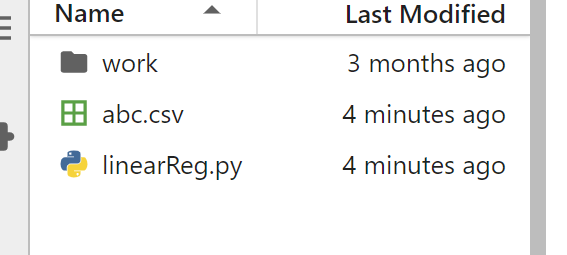 Name Last Modified
work 3 months ago
abc.csv 4 minutes ago
linearReg.py 4 minutes ago